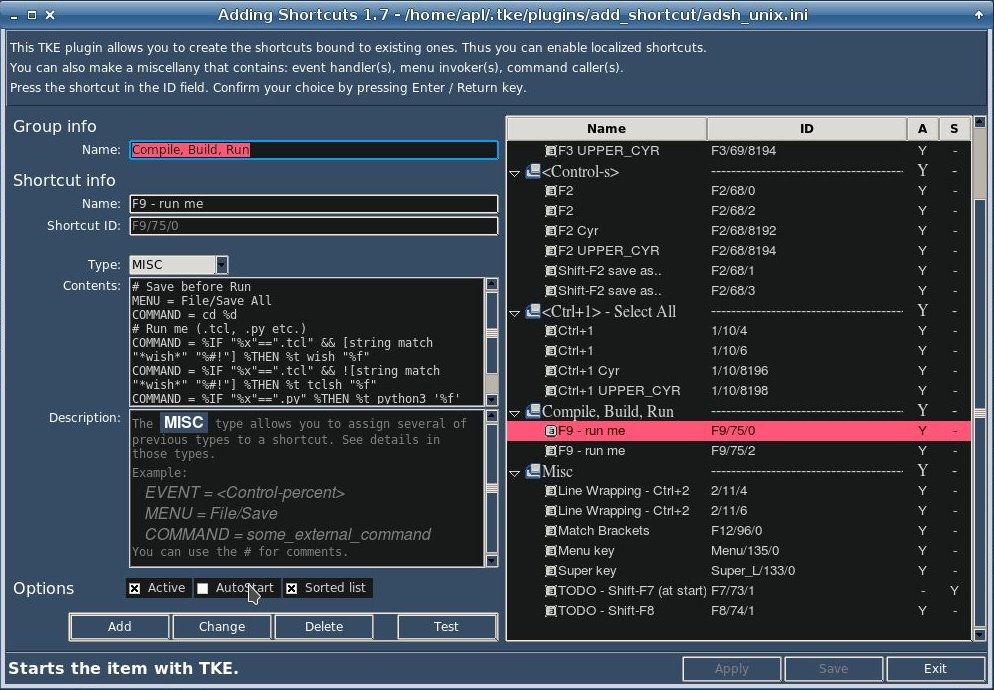 Adding Shortcuts 1.7 - /home/apl/.tke/plugins/add_shortcut/adsh_unix.ini
This TKE plugin allows you to create the shortcuts bound to existing ones. Thus you can enable localized shortcuts.
You can also make a miscellany that contains: event handler(s), menu invoker(s), command caller(s).
Press the shortcut in the ID field. Confirm your choice by pressing Enter / Return key.
Group info
Name: Compile, Build, Run
Shortcut info
Name: F9 - run me
Shortcut ID: F9/75/0
Type: MISC
Contents: # Save before Run
MENU = File/Save All
COMMAND = cd %d
# Run me (.tcl, .py etc.)
COMMAND = %IF "%x"==".tcl" && [string match
"*wish*" "%#!"] %THEN %t wish "%f"
COMMAND = %IF "%x"==".tcl" && ![string match
"*wish*" "%#!"] %THEN %t tclsh "%f"
COMMAND = %IF "%x"==".py" %THEN %t python3 '%f'
Description: The MISC type allows you to assign several of
previous types to a shortcut. See details in
those types.
Example:
EVENT = <Control-percent>
MENU = File/Save
COMMAND = some_external_command
You can use the # for comments.
Options Active AutoStart Sorted list
Add Change Delete Test
Name ID A S
F3 UPPER_CYR F3/69/8194 Y -
<Control-s> ------------------------------------ Y -
F2 F2/68/0 Y -
F2 F2/68/2 Y -
F2 Cyr F2/68/8192 Y -
F2 UPPER_CYR F2/68/8194 Y -
Shift-F2 save as.. F2/68/1 Y -
Shift-F2 save as.. F2/68/3 Y -
<Ctrl+1> - Select All ------------------------------------ Y -
Ctrl+1 1/10/4 Y -
Ctrl+1 1/10/6 Y -
Ctrl+1 Cyr 1/10/8196 Y -
Ctrl+1 UPPER_CYR 1/10/8198 Y -
Compile, Build, Run ------------------------------------ Y -
F9 - run me F9/75/0 Y -
F9 - run me F9/75/2 Y -
Misc ------------------------------------ Y -
Line Wrapping - Ctrl+2 2/11/4 Y -
Line Wrapping - Ctrl+2 2/11/6 Y -
Match Brackets F12/96/0 Y -
Menu key Menu/135/0 Y -
Super key Super_L/133/0 Y -
TODO - Shift-F7 (at start) F7/73/1 - Y
TODO - Shift-F8 F8/74/1 Y -
Starts the item with TKE.
Apply Save Exit